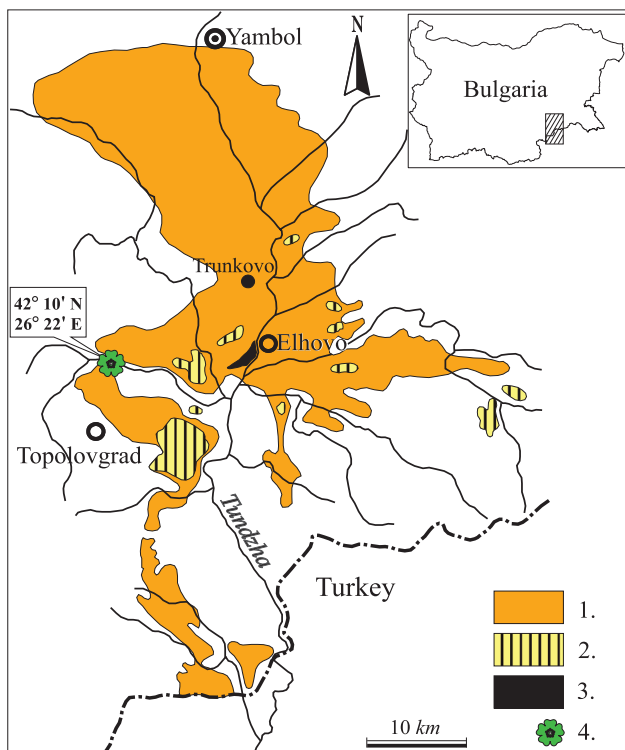 Yambol
N
Bulgaria
Trunkovo
42° 10' N
26° 22' E
Elhovo
Topolovgrad
Tundzha
Turkey
1.
2.
3.
10 km
4.